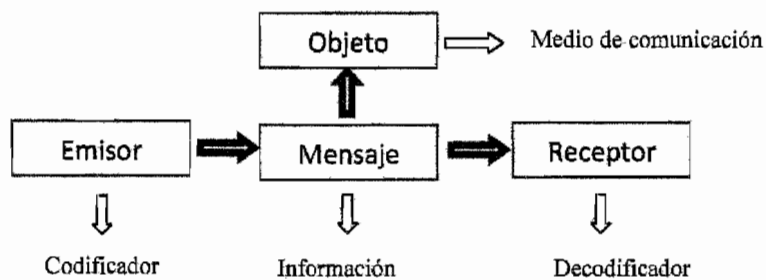 Objeto
Medio de comunicación
Emisor
Mensaje
Receptor
Codificador
Información
Decodificador